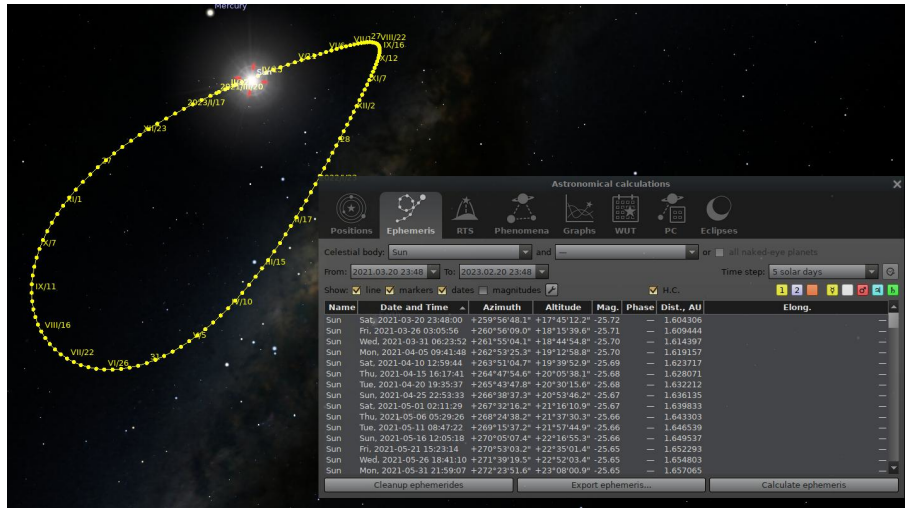 Mercury
VIII/22
IX/16
X/12
XI/7
XII/2
28
2023/I/17
XII/23
27
XI/1
X/7
IX/11
VIII/16
VII/22
VI/26
31
V/5
IV/10
III/15
II/17
Astronomical calculations
Positions Ephemeris RTS Phenomena Graphs WUT PC Eclipses
Celestial body: Sun and — or all naked-eye planets
From: 2021.03.20 23:48 To: 2023.02.20 23:48 Time step: 5 solar days
Show: line markers dates magnitudes H.C. 1 2 ☿ ♂ ♃ ♄
Name Date and Time Azimuth Altitude Mag. Phase Dist., AU Elong.
Sun Sat, 2021-03-20 23:48:00 +259°56'48.1" +17°45'12.2" -25.72 — 1.604306 —
Sun Fri, 2021-03-26 03:05:56 +260°56'09.0" +18°15'39.6" -25.71 — 1.609444 —
Sun Wed, 2021-03-31 06:23:52 +261°55'04.1" +18°44'54.8" -25.70 — 1.614397 —
Sun Mon, 2021-04-05 09:41:48 +262°53'25.3" +19°12'58.8" -25.70 — 1.619157 —
Sun Sat, 2021-04-10 12:59:44 +263°51'04.7" +19°39'52.9" -25.69 — 1.623717 —
Sun Thu, 2021-04-15 16:17:41 +264°47'54.6" +20°05'38.1" -25.68 — 1.628071 —
Sun Tue, 2021-04-20 19:35:37 +265°43'47.8" +20°30'15.6" -25.68 — 1.632212 —
Sun Sun, 2021-04-25 22:53:33 +266°38'37.3" +20°53'46.2" -25.67 — 1.636135 —
Sun Sat, 2021-05-01 02:11:29 +267°32'16.2" +21°16'10.9" -25.67 — 1.639833 —
Sun Thu, 2021-05-06 05:29:26 +268°24'38.2" +21°37'30.3" -25.66 — 1.643303 —
Sun Tue, 2021-05-11 08:47:22 +269°15'37.2" +21°57'44.9" -25.66 — 1.646539 —
Sun Sun, 2021-05-16 12:05:18 +270°05'07.4" +22°16'55.3" -25.66 — 1.649537 —
Sun Fri, 2021-05-21 15:23:14 +270°53'03.2" +22°35'01.4" -25.65 — 1.652293 —
Sun Wed, 2021-05-26 18:41:10 +271°39'19.5" +22°52'03.4" -25.65 — 1.654803 —
Sun Mon, 2021-05-31 21:59:07 +272°23'51.6" +23°08'00.9" -25.65 — 1.657065 —
Cleanup ephemerides Export ephemeris... Calculate ephemeris